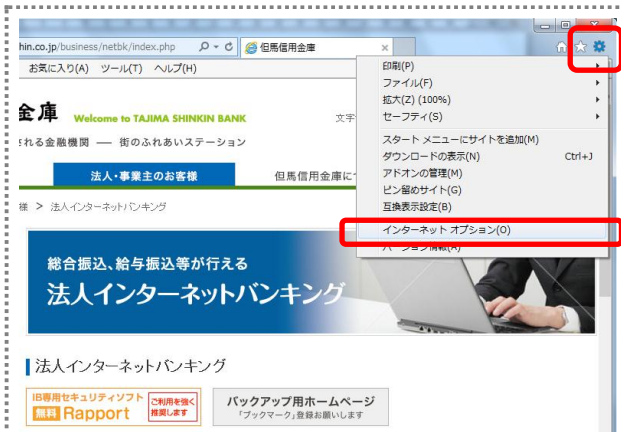 hin.co.jp/business/netbk/index.php
但馬信用金庫
お気に入り(A) ツール(T) ヘルプ(H)
印刷(P)
ファイル(F)
拡大(Z) (100%)
セーフティ(S)
スタート メニューにサイトを追加(M)
ダウンロードの表示(N) Ctrl+J
アドオンの管理(M)
ピン留めサイト(G)
互換表示設定(B)
インターネット オプション(O)
バージョン情報(A)
金庫 Welcome to TAJIMA SHINKIN BANK 文字
される金融機関 ― 街のふれあいステーション
法人・事業主のお客様 但馬信用金庫に
様 > 法人インターネットバンキング
総合振込、給与振込等が行える
法人インターネットバンキング
法人インターネットバンキング
IB専用セキュリティソフト
無料 Rapport
ご利用を強く
推奨します
バックアップ用ホームページ
「ブックマーク」登録お願いします